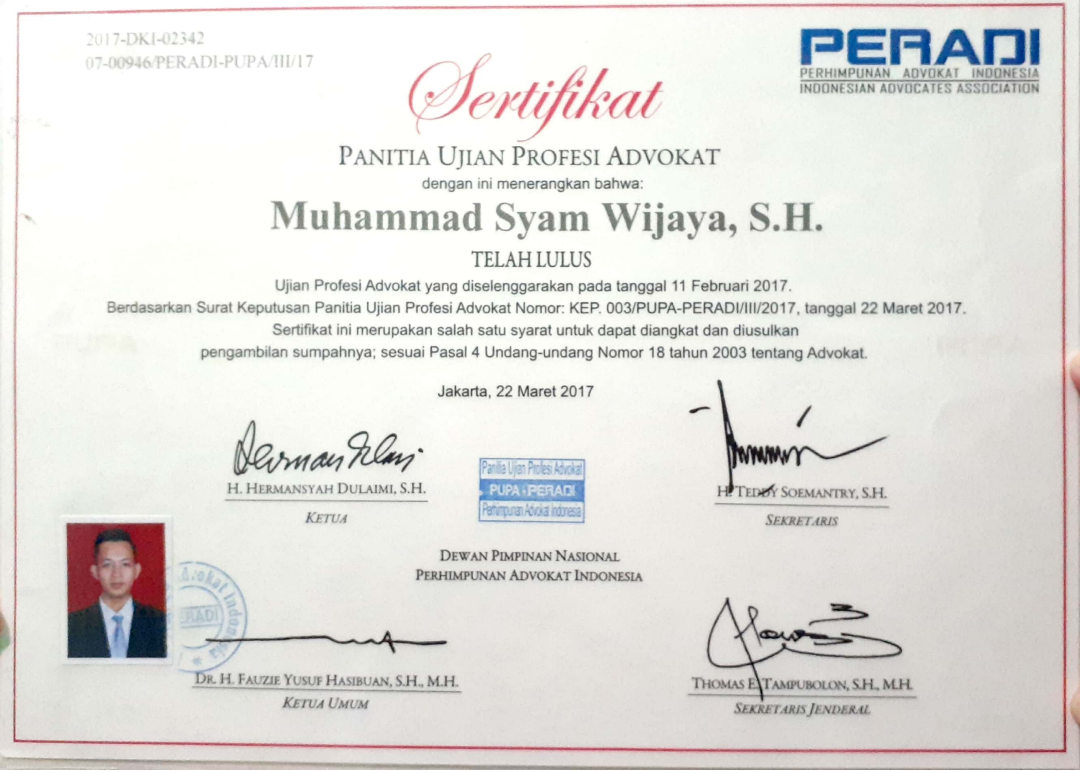 2017-DKI-02342
07-00946/PERADI-PUPA/III/17
PERADI
PERHIMPUNAN ADVOKAT INDONESIA
INDONESIAN ADVOCATES ASSOCIATION
Sertifikat
PANITIA UJIAN PROFESI ADVOKAT
dengan ini menerangkan bahwa:
Muhammad Syam Wijaya, S.H.
TELAH LULUS
Ujian Profesi Advokat yang diselenggarakan pada tanggal 11 Februari 2017.
Berdasarkan Surat Keputusan Panitia Ujian Profesi Advokat Nomor: KEP. 003/PUPA-PERADI/III/2017, tanggal 22 Maret 2017.
Sertifikat ini merupakan salah satu syarat untuk dapat diangkat dan diusulkan
pengambilan sumpahnya; sesuai Pasal 4 Undang-undang Nomor 18 tahun 2003 tentang Advokat.
Jakarta, 22 Maret 2017
Panitia Ujian Profesi Advokat
PUPA - PERADI
Perhimpunan Advokat Indonesia
H. HERMANSYAH DULAIMI, S.H.
KETUA
H. TEDDY SOEMANTRY, S.H.
SEKRETARIS
DEWAN PIMPINAN NASIONAL
PERHIMPUNAN ADVOKAT INDONESIA
Advokat Indonesia
PERADI
DR. H. FAUZIE YUSUF HASIBUAN, S.H., M.H.
KETUA UMUM
THOMAS E. TAMPUBOLON, S.H., M.H.
SEKRETARIS JENDERAL